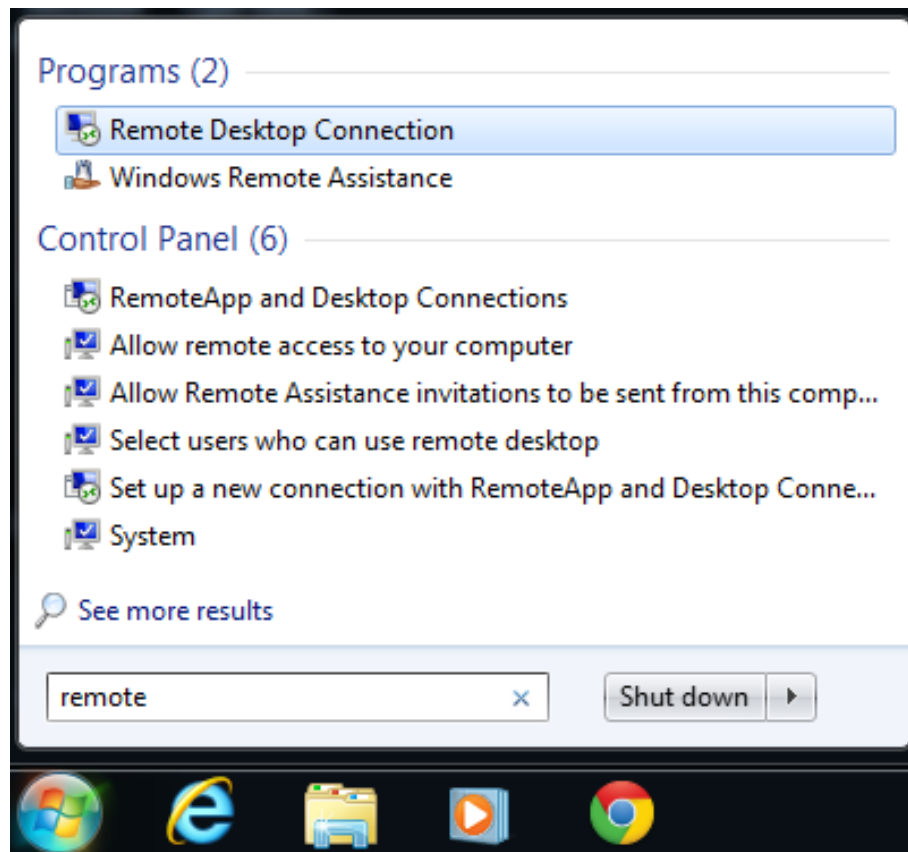 Programs (2)
Remote Desktop Connection
Windows Remote Assistance
Control Panel (6)
RemoteApp and Desktop Connections
Allow remote access to your computer
Allow Remote Assistance invitations to be sent from this comp...
Select users who can use remote desktop
Set up a new connection with RemoteApp and Desktop Conne...
System
See more results
remote
Shut down